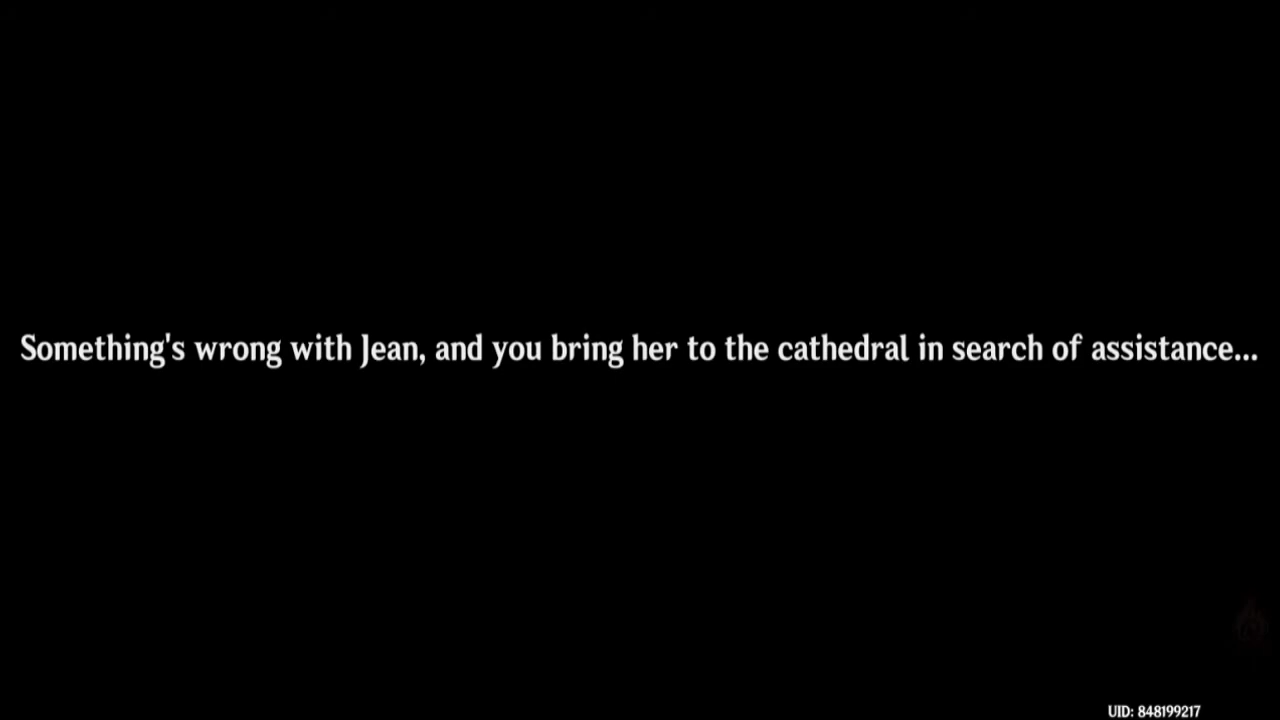 Something's wrong with Jean, and you bring her to the cathedral in search of assistance...
UID: 848199217